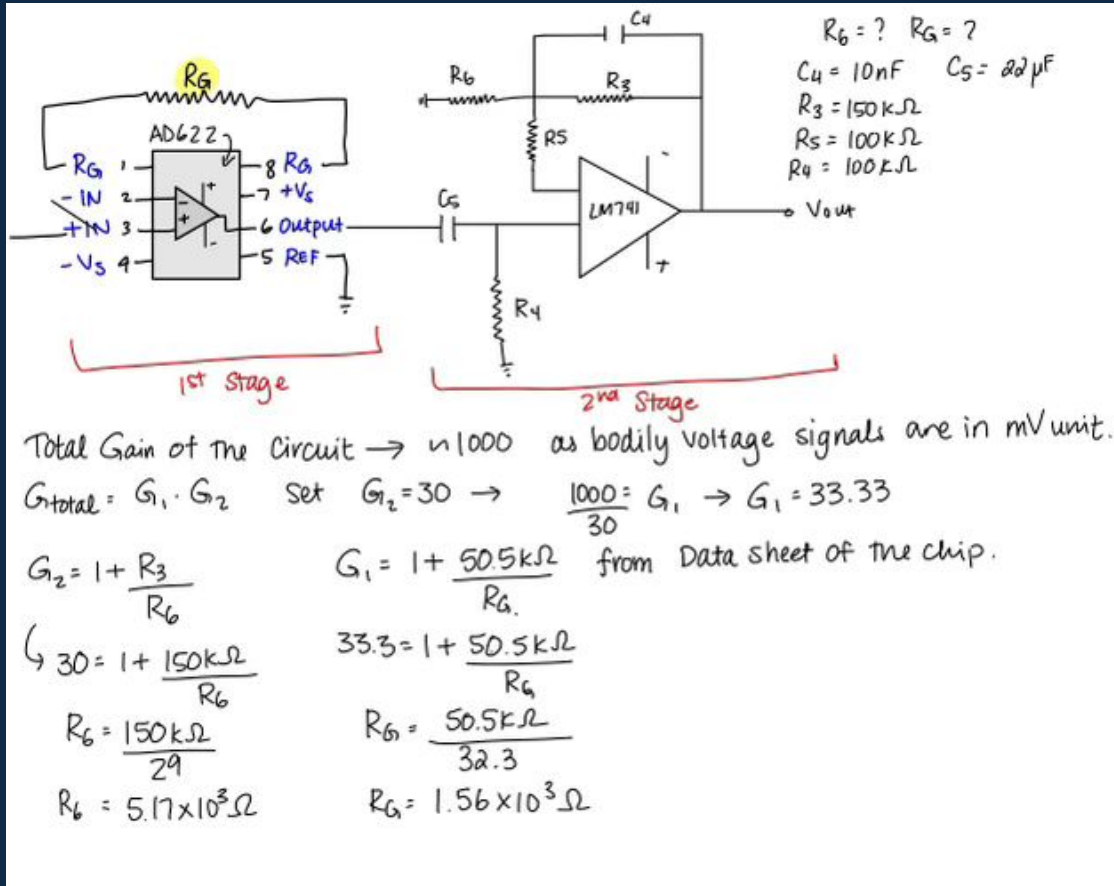 C4
R6 = ? RG = ?
C4 = 10nF C5 = 22μF
R3 = 150kΩ
R5 = 100kΩ
R4 = 100kΩ
RG
R6
R3
AD622
R5
RG 1
8 RG
- IN 2
7 +Vs
+IN 3
6 Output
-Vs 4
5 REF
- +
+ -
C5
LM741
-
+
Vout
R4
1st Stage
2nd Stage
Total Gain of the Circuit → ~1000 as bodily voltage signals are in mV unit.
Gtotal = G1 · G2 Set G2 = 30 → 1000/30 = G1 → G1 = 33.33
G2 = 1 + R3/R6 G1 = 1 + 50.5kΩ/RG. from Data sheet of the chip.
30 = 1 + 150kΩ/R6 33.3 = 1 + 50.5kΩ/RG
R6 = 150kΩ/29 RG = 50.5kΩ/32.3
R6 = 5.17×10³Ω RG = 1.56×10³Ω